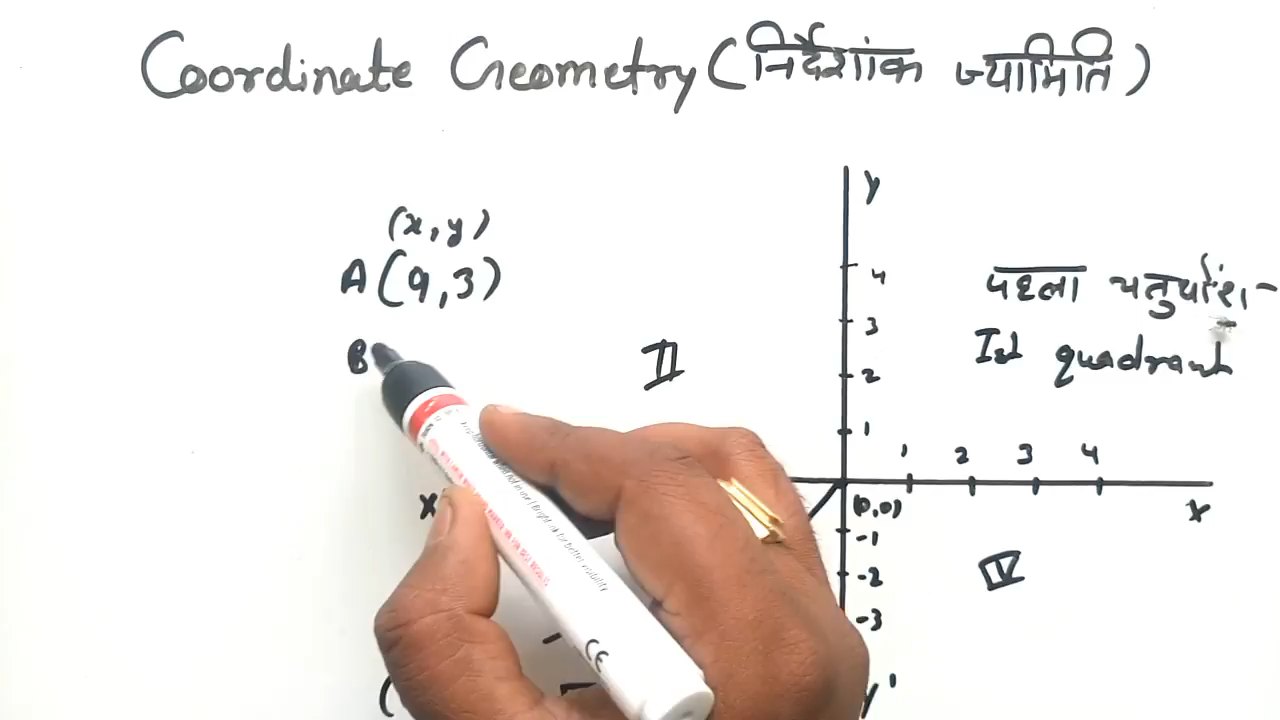 Coordinate Geometry (निर्देशांक ज्यामिति)
(x, y)
A (9, 3)
B
y
4
3
2
1
पहला चतुर्थांश -
Ist quadrant
II
1 2 3 4
x
x
(0,0)
-1
-2
-3
IV
y'
CE